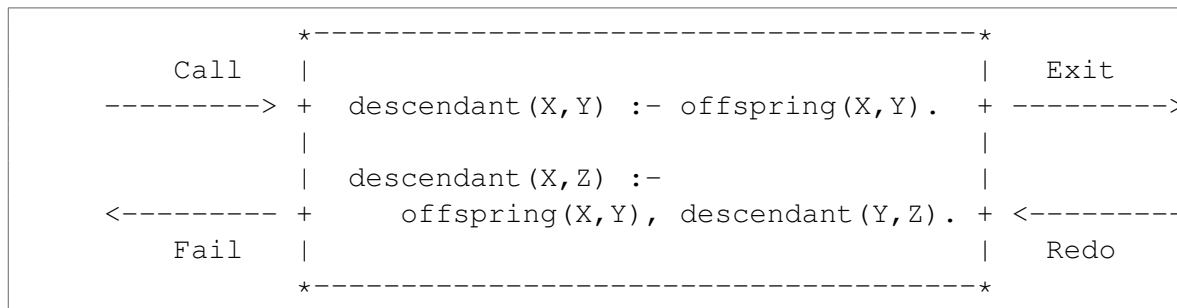 *--------------------------------------*
Call | | Exit
---------> + descendant(X,Y) :- offspring(X,Y). + --------->
| |
| descendant(X,Z) :- |
<--------- + offspring(X,Y), descendant(Y,Z). + <---------
Fail | | Redo
*--------------------------------------*